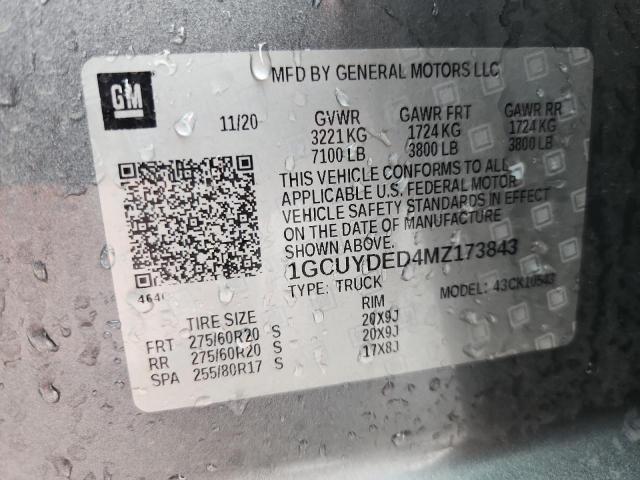 GM
MFD BY GENERAL MOTORS LLC
11/20
GVWR GAWR FRT GAWR RR
3221 KG 1724 KG 1724 KG
7100 LB 3800 LB 3800 LB
THIS VEHICLE CONFORMS TO ALL
APPLICABLE U.S. FEDERAL MOTOR
VEHICLE SAFETY STANDARDS IN EFFECT
ON THE DATE OF MANUFACTURE
SHOWN ABOVE.
1GCUYDED4MZ173843
TYPE: TRUCK MODEL: 43CK10543
TIRE SIZE RIM
FRT 275/60R20 S 20X9J
RR 275/60R20 S 20X9J
SPA 255/80R17 S 17X8J